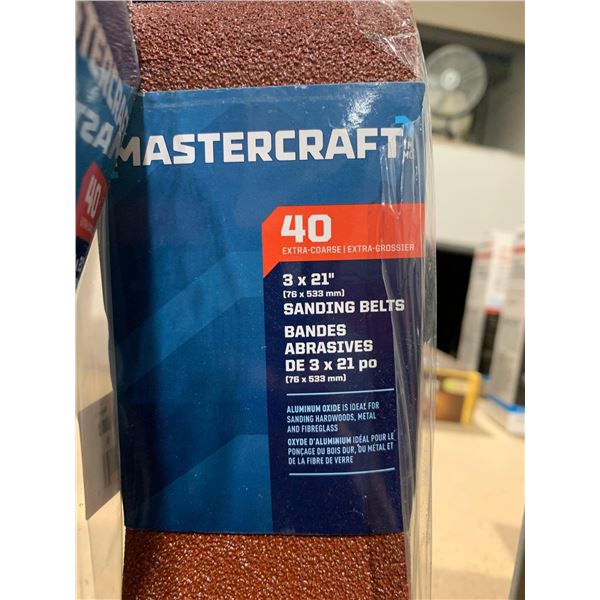 MASTERCRAFT
MC
40
EXTRA-COARSE | EXTRA-GROSSIER
3 x 21"
(76 x 533 mm)
SANDING BELTS
BANDES
ABRASIVES
DE 3 x 21 po
(76 x 533 mm)
ALUMINUM OXIDE IS IDEAL FOR
SANDING HARDWOODS, METAL
AND FIBREGLASS
OXYDE D'ALUMINIUM IDÉAL POUR LE
PONÇAGE DU BOIS DUR, DU MÉTAL ET
DE LA FIBRE DE VERRE
40